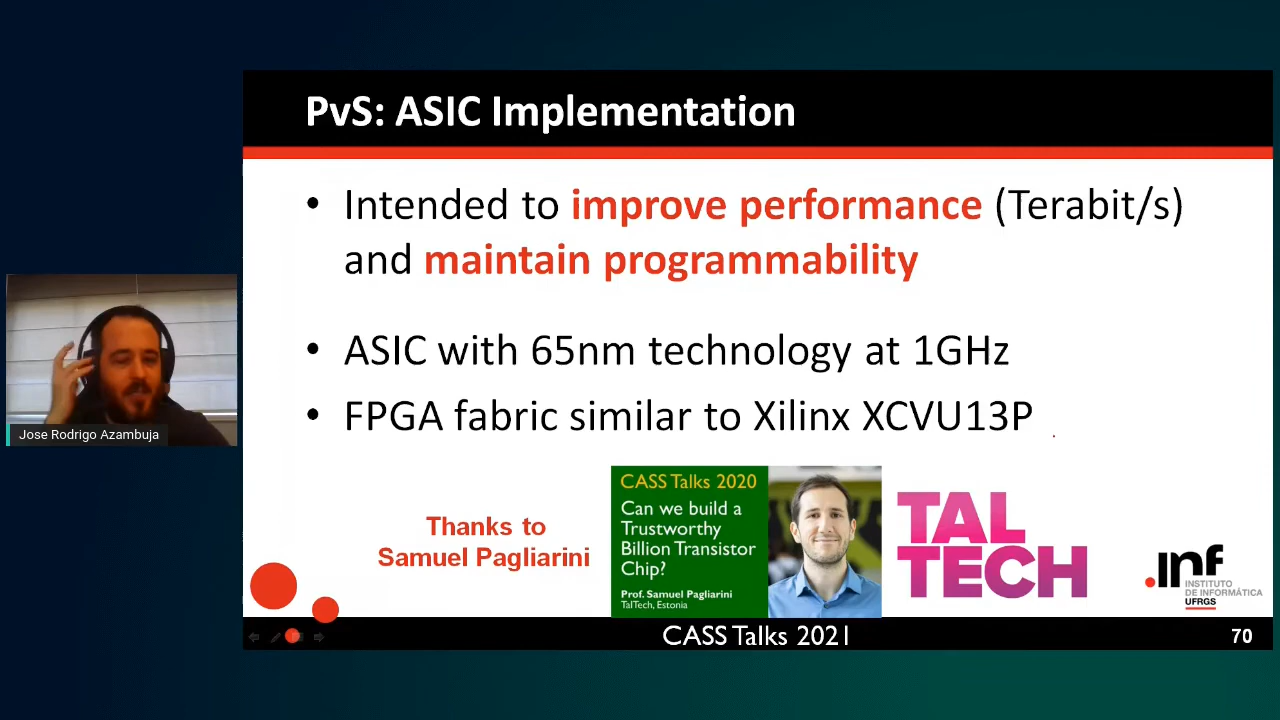 PvS: ASIC Implementation
• Intended to improve performance (Terabit/s)
and maintain programmability
• ASIC with 65nm technology at 1GHz
• FPGA fabric similar to Xilinx XCVU13P
Jose Rodrigo Azambuja
Thanks to
Samuel Pagliarini
CASS Talks 2020
Can we build a
Trustworthy
Billion Transistor
Chip?
Prof. Samuel Pagliarini
TalTech, Estonia
TAL
TECH
.inf
INSTITUTO
DE INFORMÁTICA
UFRGS
CASS Talks 2021
70